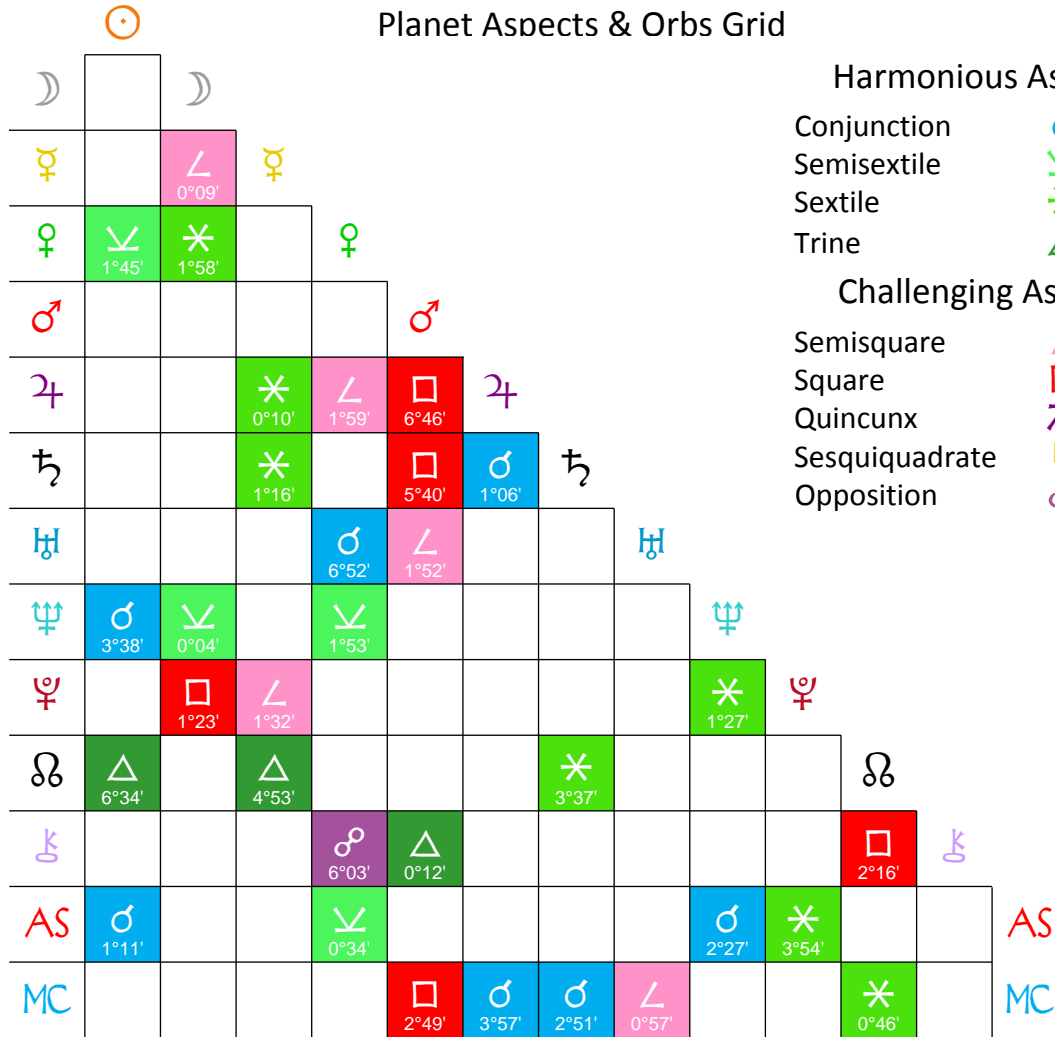 ☉
Planet Aspects & Orbs Grid
☽ ☽
Harmonious As
Conjunction ☌
Semisextile ⚺
Sextile ⚹
Trine △
☿ ∠ 0°09' ☿
♀ ⚺ 1°45' ⚹ 1°58' ♀
Challenging As
♂ ♂
Semisquare ∠
Square □
Quincunx ⚻
Sesquiquadrate
Opposition ☍
♃ ⚹ 0°10' ∠ 1°59' □ 6°46' ♃
♄ ⚹ 1°16' □ 5°40' ☌ 1°06' ♄
♅ ☌ 6°52' ∠ 1°52' ♅
♆ ☌ 3°38' ⚺ 0°04' ⚺ 1°53' ♆
♇ □ 1°23' ∠ 1°32' ⚹ 1°27' ♇
☊ △ 6°34' △ 4°53' ⚹ 3°37' ☊
⚷ ☍ 6°03' △ 0°12' □ 2°16' ⚷
AS ☌ 1°11' ⚺ 0°34' ☌ 2°27' ⚹ 3°54' AS
MC □ 2°49' ☌ 3°57' ☌ 2°51' ∠ 0°57' ⚹ 0°46' MC